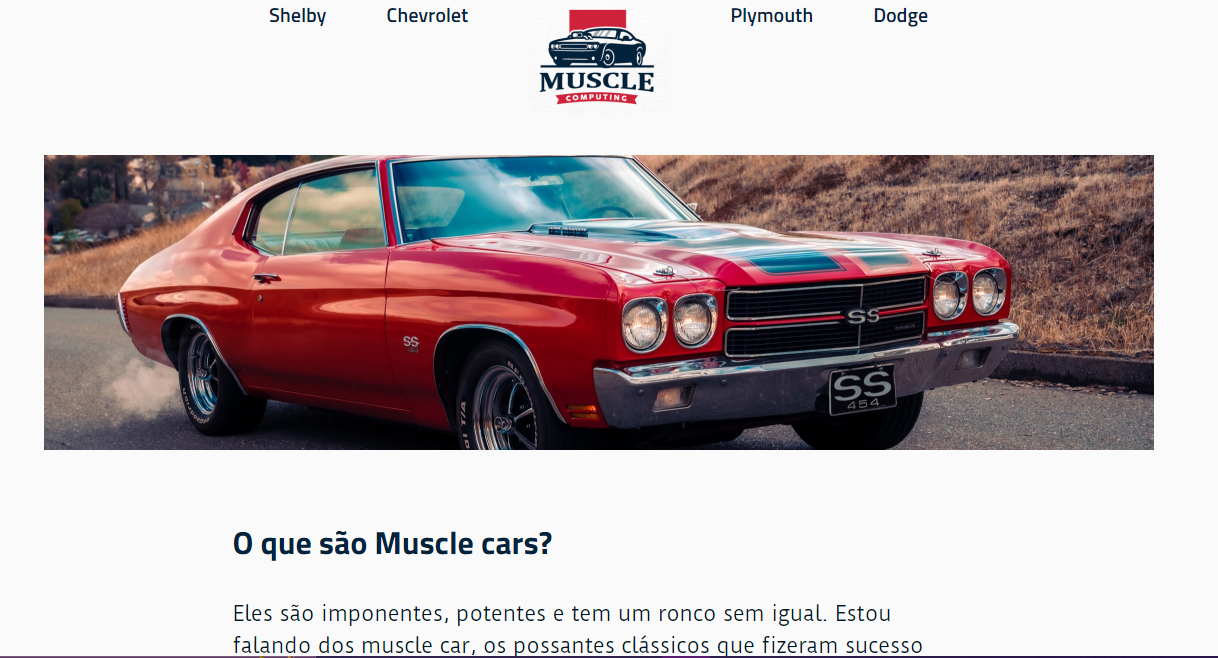 Shelby
Chevrolet
MUSCLE
COMPUTING
Plymouth
Dodge
SS
SS
SS
454
O que são Muscle cars?
Eles são imponentes, potentes e tem um ronco sem igual. Estou
falando dos muscle car, os possantes clássicos que fizeram sucesso